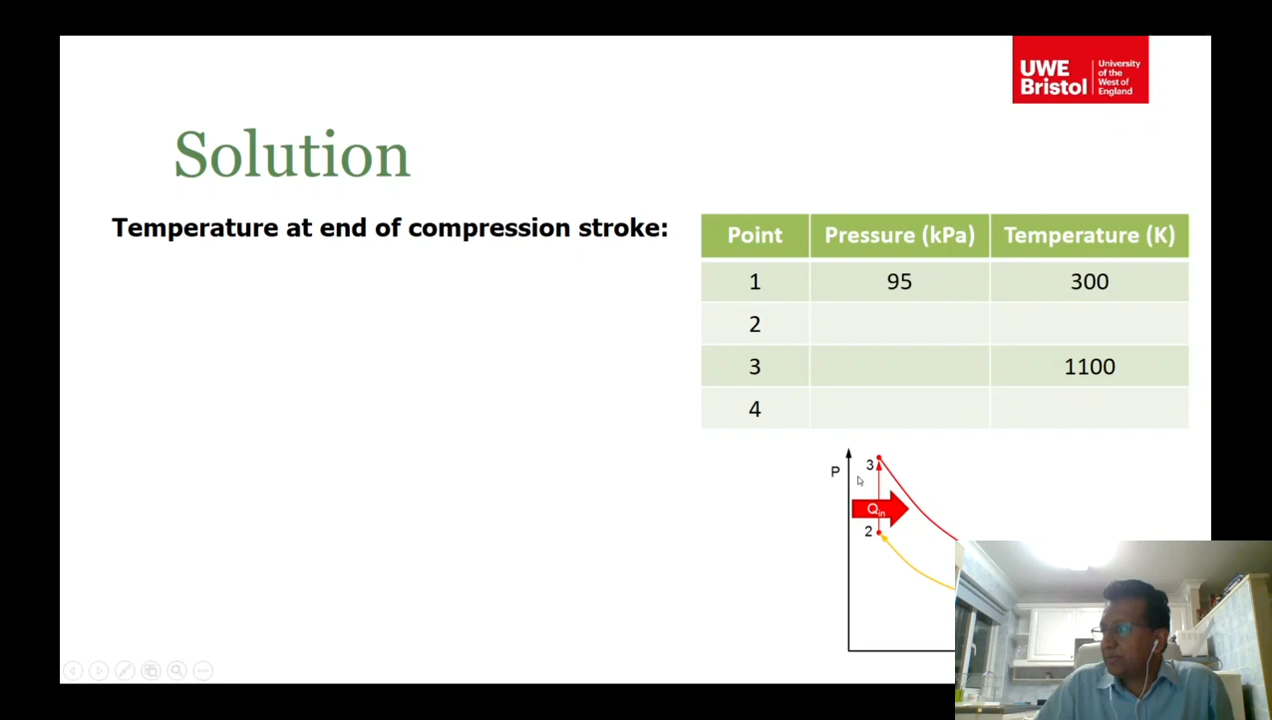 UWE Bristol
University of the West of England
Solution
Temperature at end of compression stroke:
Point Pressure (kPa) Temperature (K)
1 95 300
2
3 1100
4
P
3
Qin
2